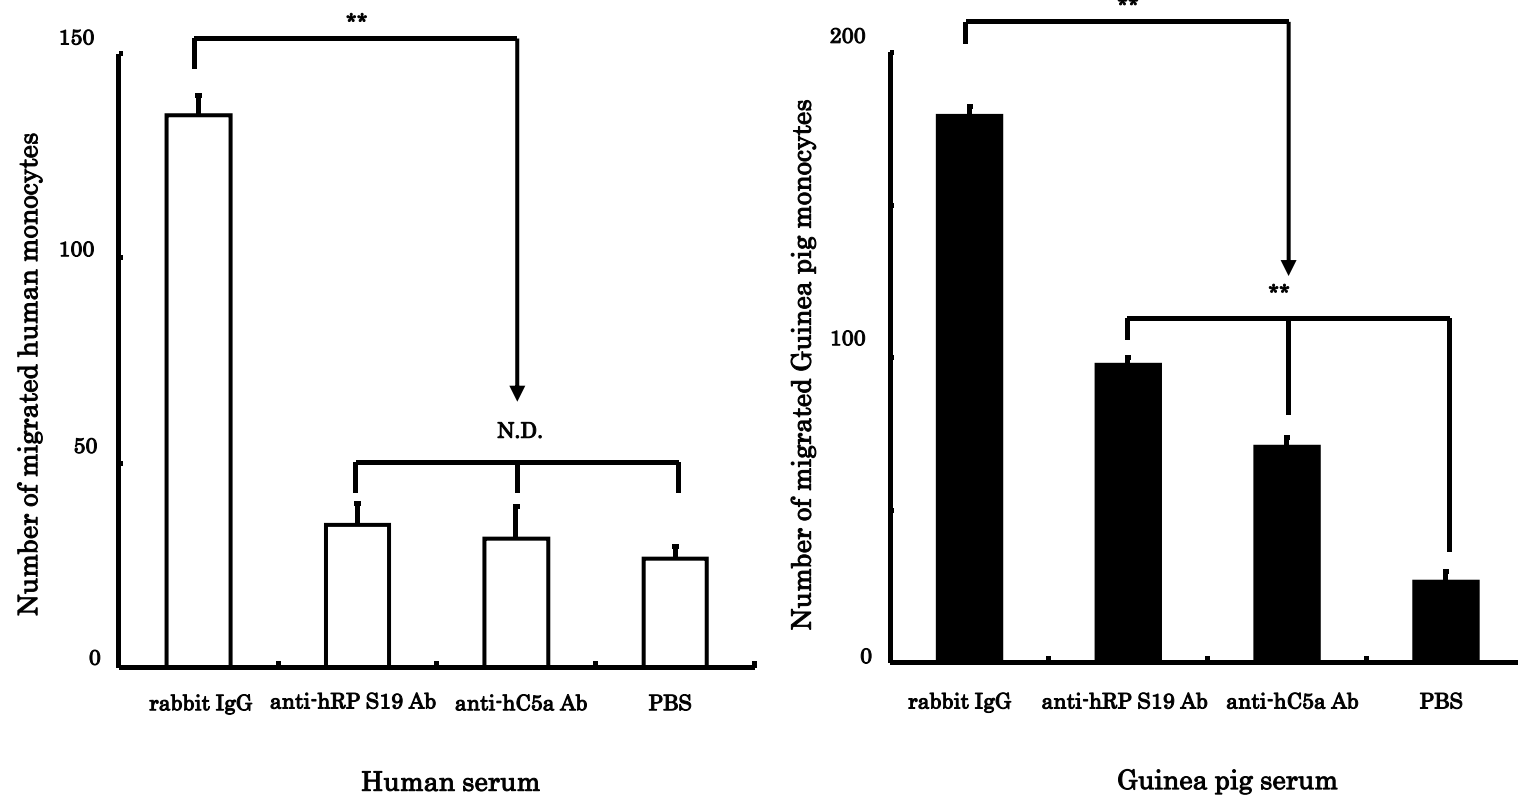 **
150
100
50
0
Number of migrated human monocytes
N.D.
rabbit IgG anti-hRP S19 Ab anti-hC5a Ab PBS
Human serum
**
200
100
0
Number of migrated Guinea pig monocytes
**
rabbit IgG anti-hRP S19 Ab anti-hC5a Ab PBS
Guinea pig serum